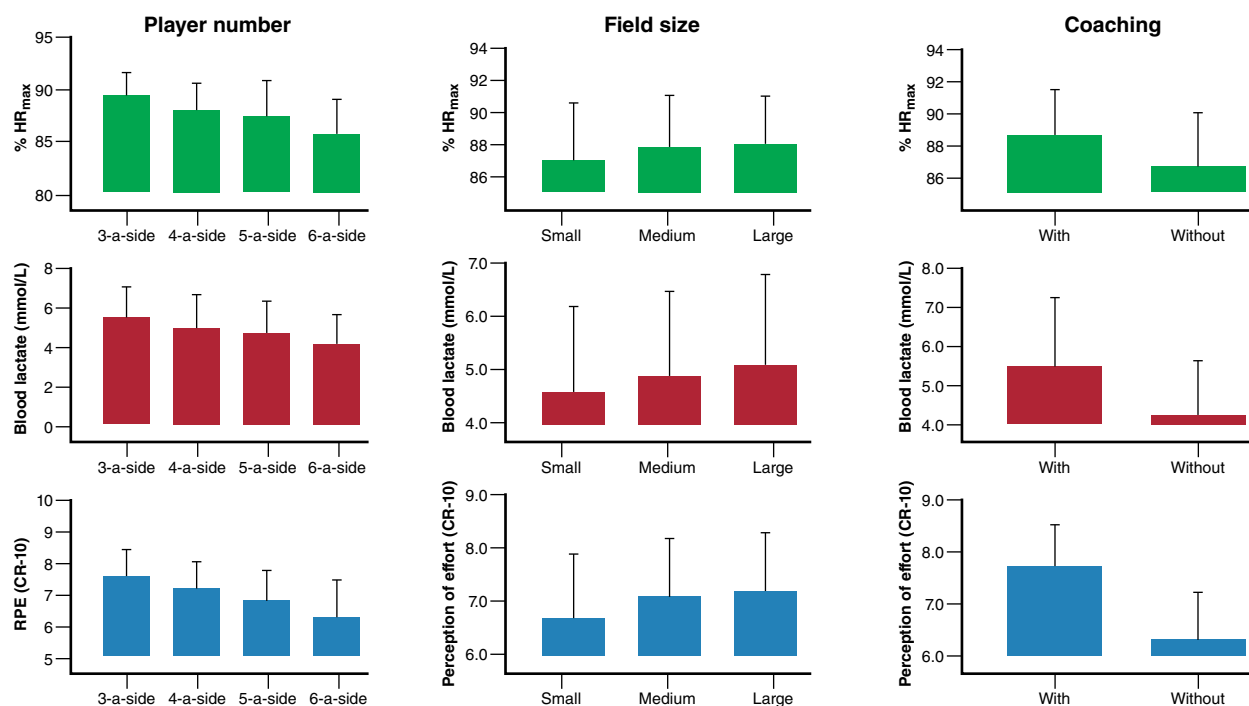 Player number
Field size
Coaching
% HRmax
95
90
85
80
3-a-side 4-a-side 5-a-side 6-a-side
% HRmax
94
92
90
88
86
Small Medium Large
% HRmax
94
92
90
88
86
With Without
Blood lactate (mmol/L)
8
6
4
2
0
3-a-side 4-a-side 5-a-side 6-a-side
Blood lactate (mmol/L)
7.0
6.0
5.0
4.0
Small Medium Large
Blood lactate (mmol/L)
8.0
7.0
6.0
5.0
4.0
With Without
RPE (CR-10)
10
9
8
7
6
5
3-a-side 4-a-side 5-a-side 6-a-side
Perception of effort (CR-10)
9.0
8.0
7.0
6.0
Small Medium Large
Perception of effort (CR-10)
9.0
8.0
7.0
6.0
With Without